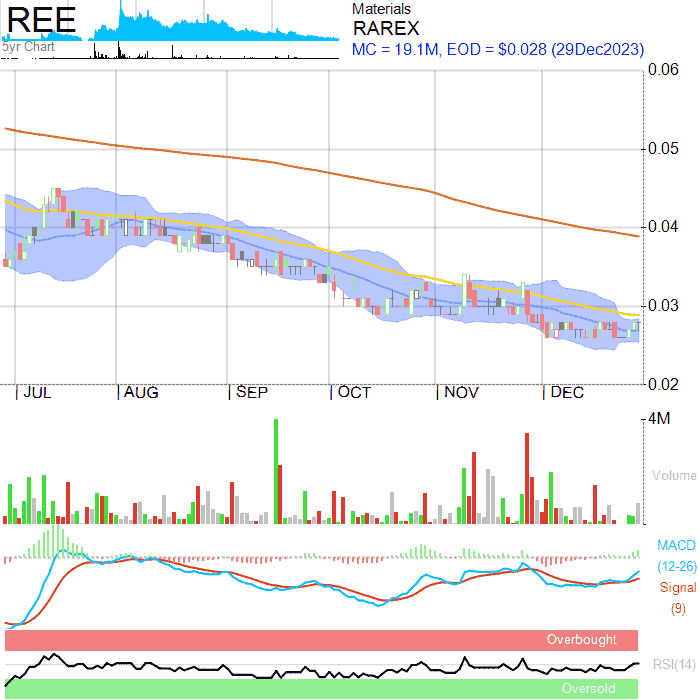 REE
5yr Chart
Materials
RAREX
MC = 19.1M, EOD = $0.028 (29Dec2023)
0.06
0.05
0.04
0.03
0.02
JUL AUG SEP OCT NOV DEC
4M
Volume
MACD
(12-26)
Signal
(9)
Overbought
RSI(14)
Oversold